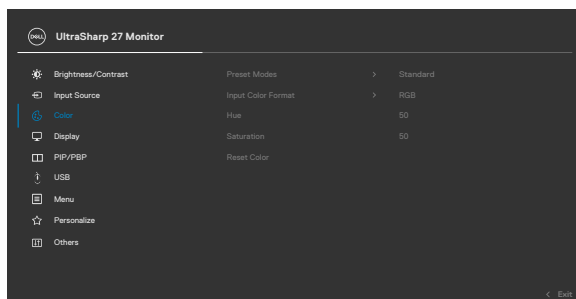 DELL UltraSharp 27 Monitor
Brightness/Contrast Preset Modes > Standard
Input Source Input Color Format > RGB
Color Hue 50
Display Saturation 50
PIP/PBP Reset Color
USB
Menu
Personalize
Others
< Exit